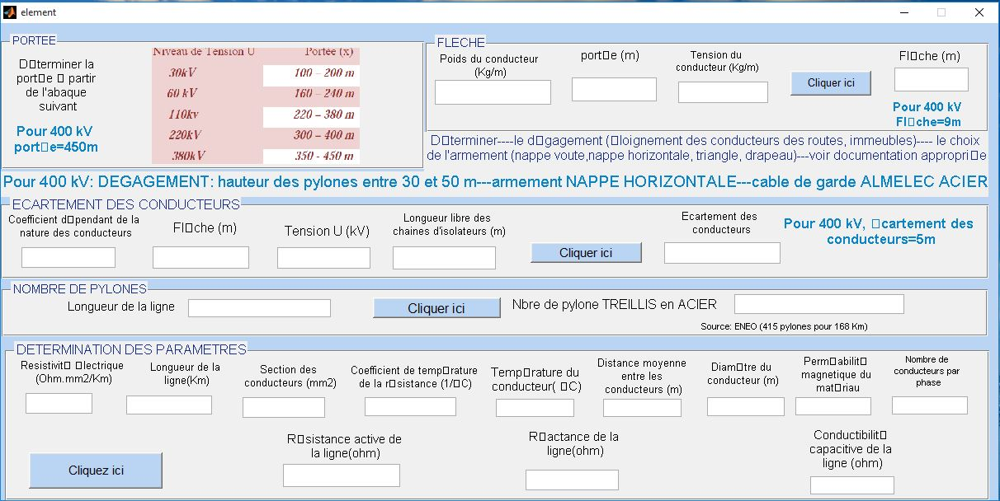 element
PORTEE
D□terminer la
port□e □ partir
de l'abaque
suivant
Pour 400 kV
port□e=450m
Niveau de Tension U Portée (x)
30kV 100 – 200 m
60 kV 160 – 240 m
110kv 220 – 380 m
220kV 300 – 400 m
380kV 350 - 450 m
FLECHE
Poids du conducteur
(Kg/m)
port□e (m)
Tension du
conducteur (Kg/m)
Cliquer ici
Fl□che (m)
Pour 400 kV
Fl□che=9m
D□terminer----le d□gagement (□loignement des conducteurs des routes, immeubles)---- le choix
de l'armement (nappe voute,nappe horizontale, triangle, drapeau)---voir documentation appropri□e
Pour 400 kV: DEGAGEMENT: hauteur des pylones entre 30 et 50 m---armement NAPPE HORIZONTALE---cable de garde ALMELEC ACIER
ECARTEMENT DES CONDUCTEURS
Coefficient d□pendant de la
nature des conducteurs
Fl□che (m)
Tension U (kV)
Longueur libre des
chaines d'isolateurs (m)
Cliquer ici
Ecartement des
conducteurs
Pour 400 kV, □cartement des
conducteurs=5m
NOMBRE DE PYLONES
Longueur de la ligne
Cliquer ici
Nbre de pylone TREILLIS en ACIER
Source: ENEO (415 pylones pour 168 Km)
DETERMINATION DES PARAMETRES
Resistivit□ □lectrique
(Ohm.mm2/Km)
Longueur de la
ligne(Km)
Section des
conducteurs (mm2)
Coefficient de temp□rature
de la r□sistance (1/□C)
Temp□rature du
conducteur( □C)
Distance moyenne
entre les
conducteurs (m)
Diam□tre du
conducteur (m)
Perm□abilit□
magnetique du
mat□riau
Nombre de
conducteurs par
phase
Cliquez ici
R□sistance active de
la ligne(ohm)
R□actance de la
ligne(ohm)
Conductibilit□
capacitive de la
ligne (ohm)